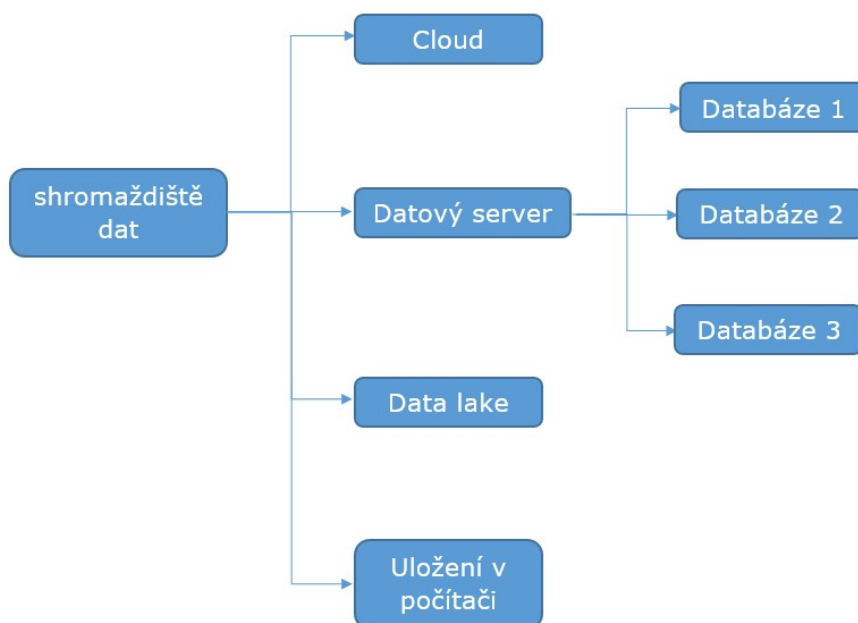 Cloud
Databáze 1
shromaždiště
dat
Datový server
Databáze 2
Databáze 3
Data lake
Uložení v
počítači